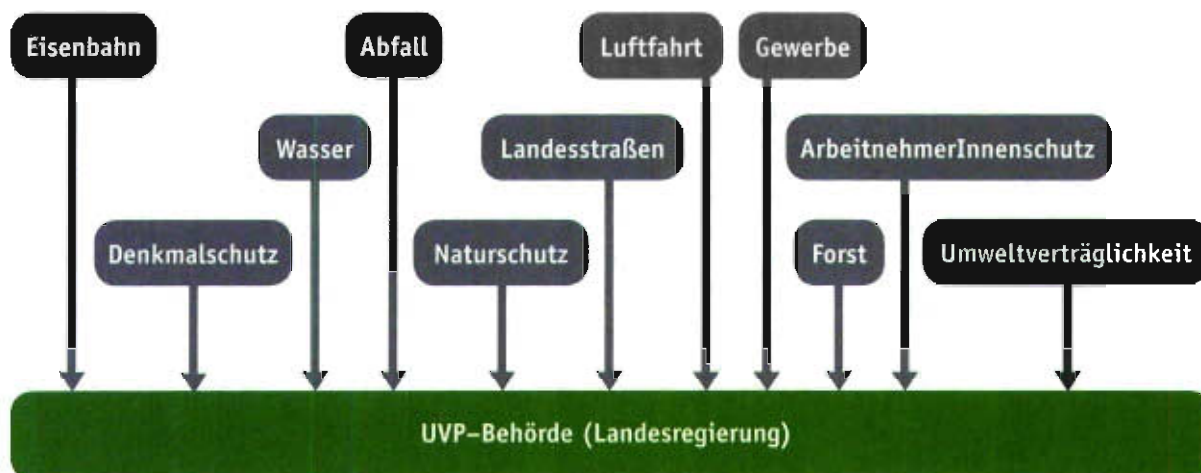 Eisenbahn
Abfall
Luftfahrt
Gewerbe
Wasser
Landesstraßen
ArbeitnehmerInnenschutz
Denkmalschutz
Naturschutz
Forst
Umweltverträglichkeit
UVP-Behörde (Landesregierung)